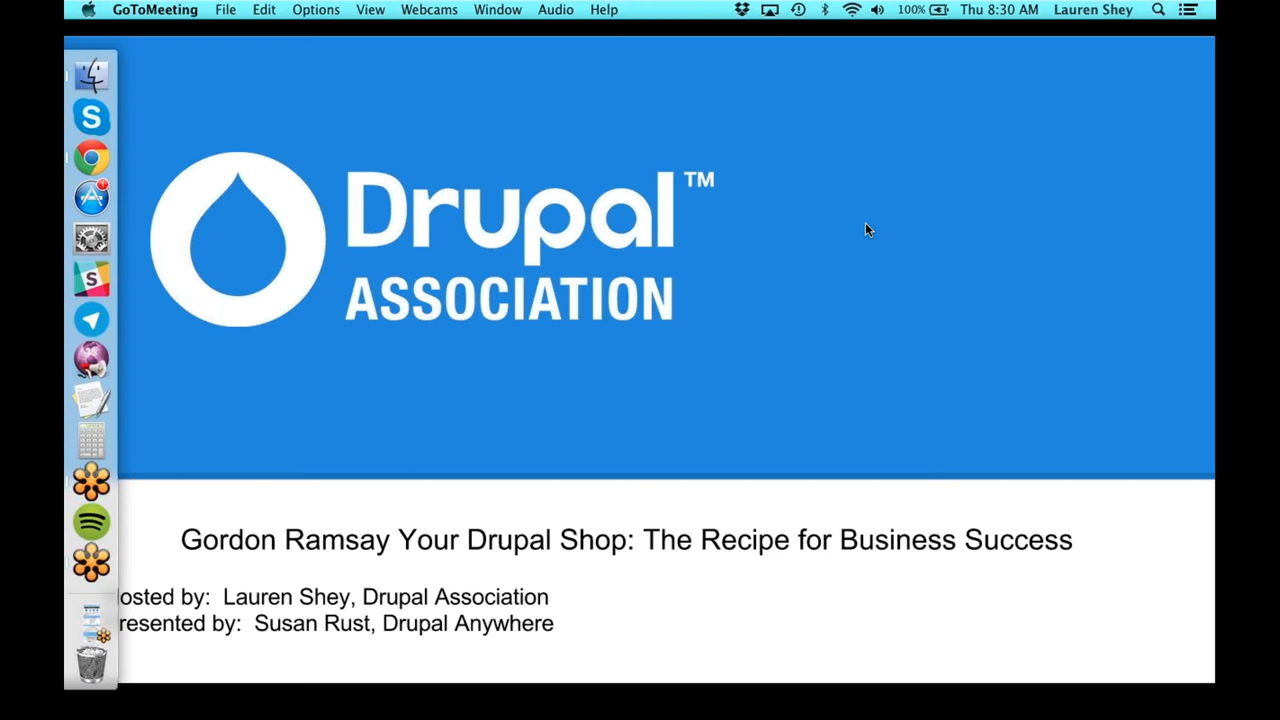 GoToMeeting File Edit Options View Webcams Window Audio Help 100% Thu 8:30 AM Lauren Shey
Drupal™
ASSOCIATION
Gordon Ramsay Your Drupal Shop: The Recipe for Business Success
osted by: Lauren Shey, Drupal Association
resented by: Susan Rust, Drupal Anywhere